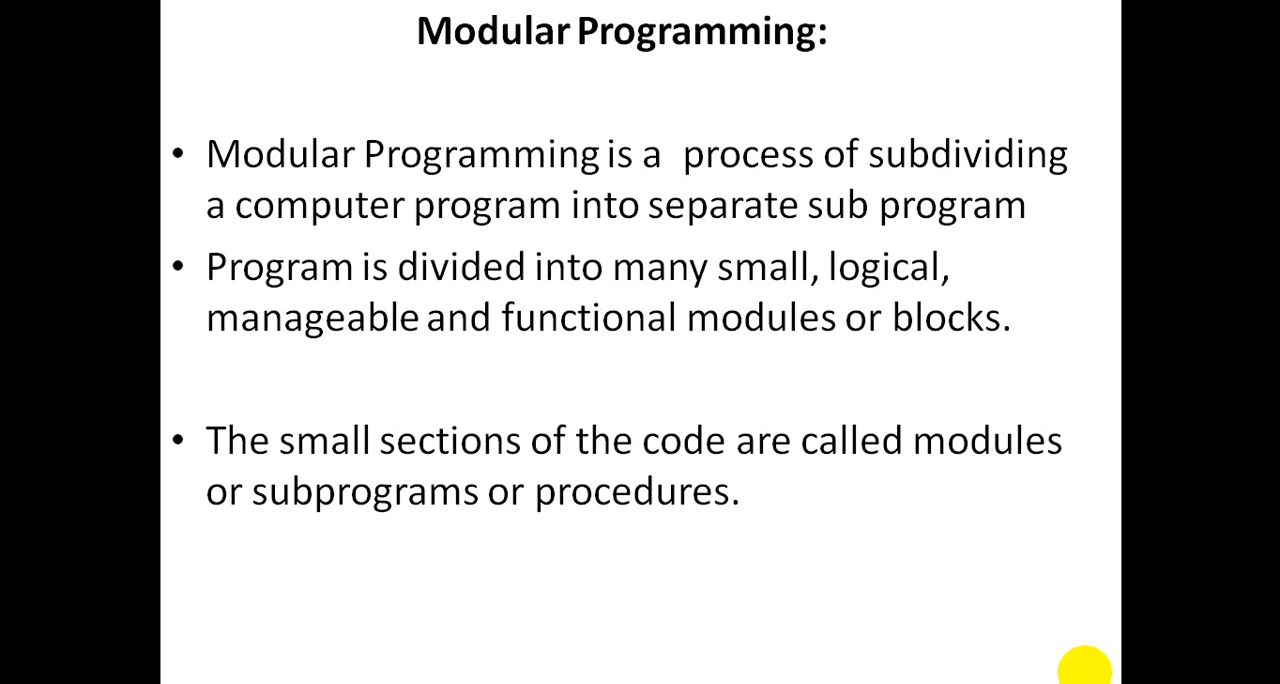 Modular Programming:
• Modular Programming is a process of subdividing
a computer program into separate sub program
• Program is divided into many small, logical,
manageable and functional modules or blocks.
• The small sections of the code are called modules
or subprograms or procedures.